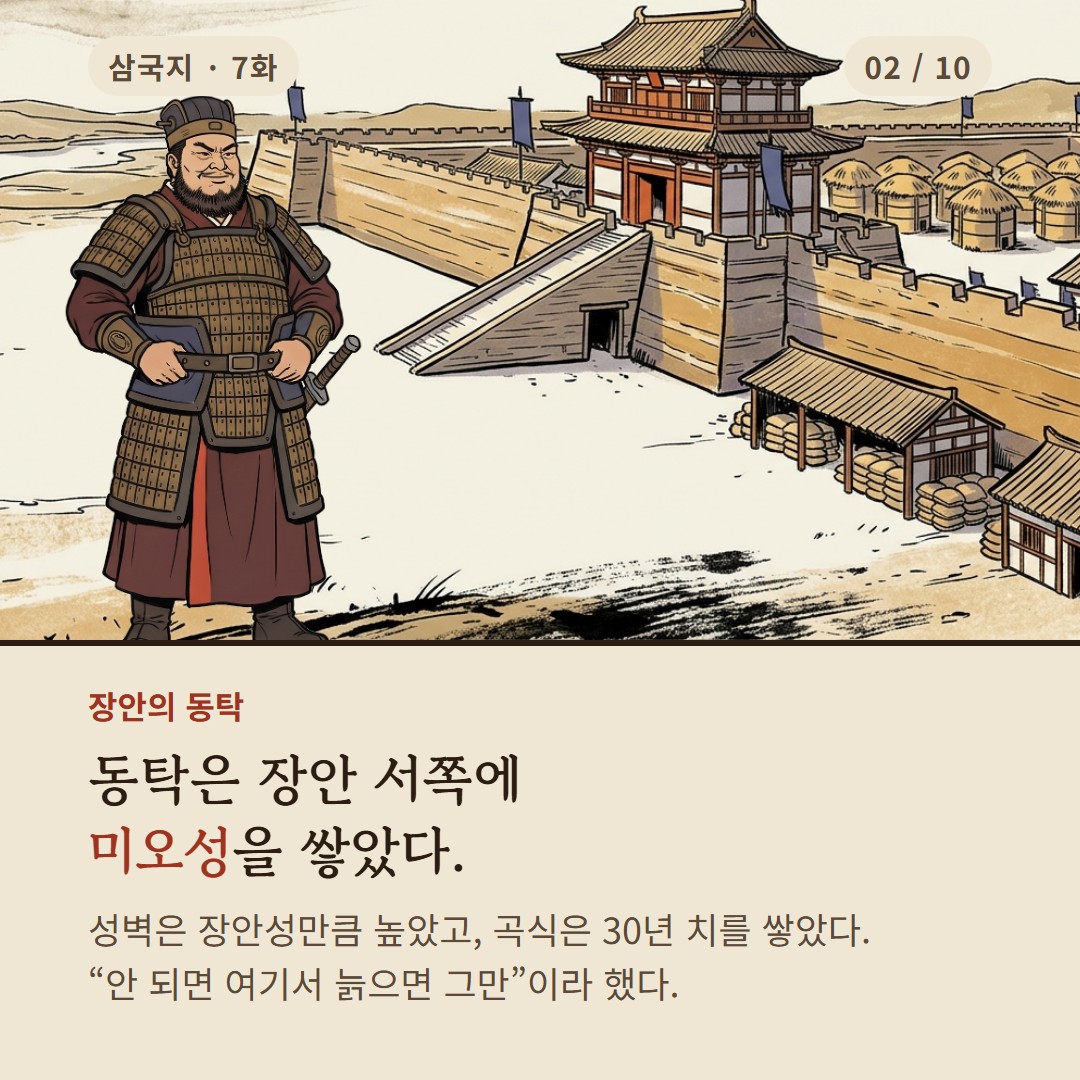 삼국지 · 7화
02 / 10
장안의 동탁
동탁은 장안 서쪽에
미오성을 쌓았다.
성벽은 장안성만큼 높았고, 곡식은 30년 치를 쌓았다.
“안 되면 여기서 늙으면 그만”이라 했다.